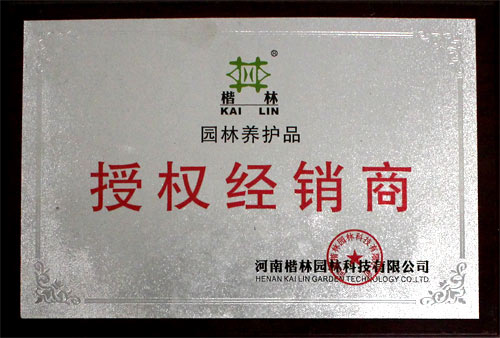 ®
楷 林
KAI LIN
园林养护品
授权经销商
河南楷林园林科技有限公司
HENAN KAI LIN GARDEN TECHNOLOGY CO.,LTD.